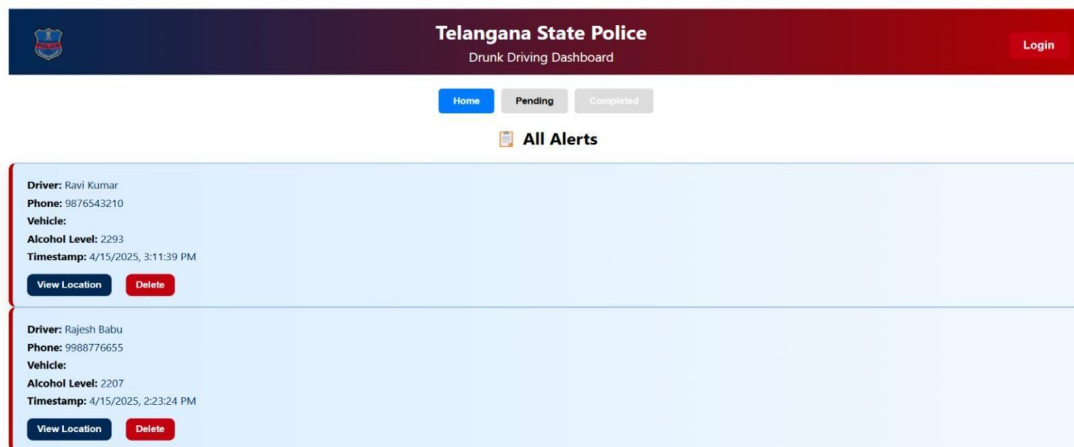 Telangana State Police
Drunk Driving Dashboard
Login
Home Pending Completed
All Alerts
Driver: Ravi Kumar
Phone: 9876543210
Vehicle:
Alcohol Level: 2293
Timestamp: 4/15/2025, 3:11:39 PM
View Location Delete
Driver: Rajesh Babu
Phone: 9988776655
Vehicle:
Alcohol Level: 2207
Timestamp: 4/15/2025, 2:23:24 PM
View Location Delete